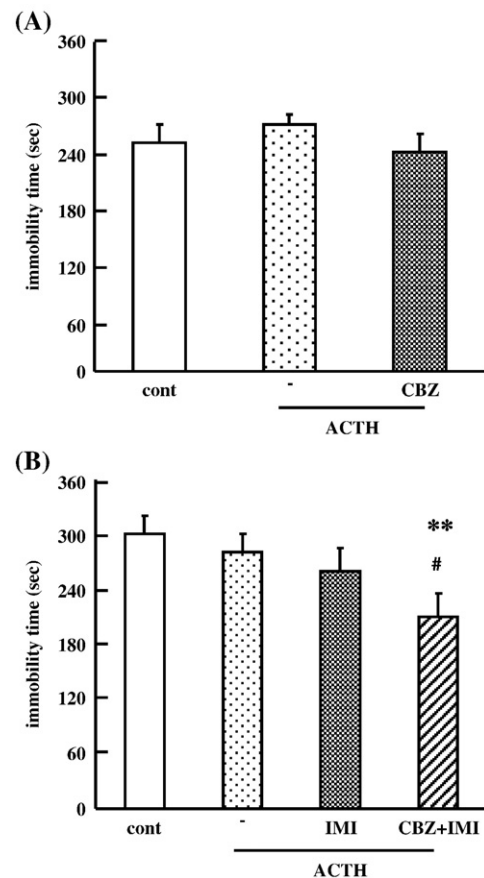 (A)
immobility time (sec)
360
300
240
180
120
60
0
cont
-
CBZ
ACTH
(B)
immobility time (sec)
360
300
240
180
120
60
0
**
#
cont
-
IMI
CBZ+IMI
ACTH